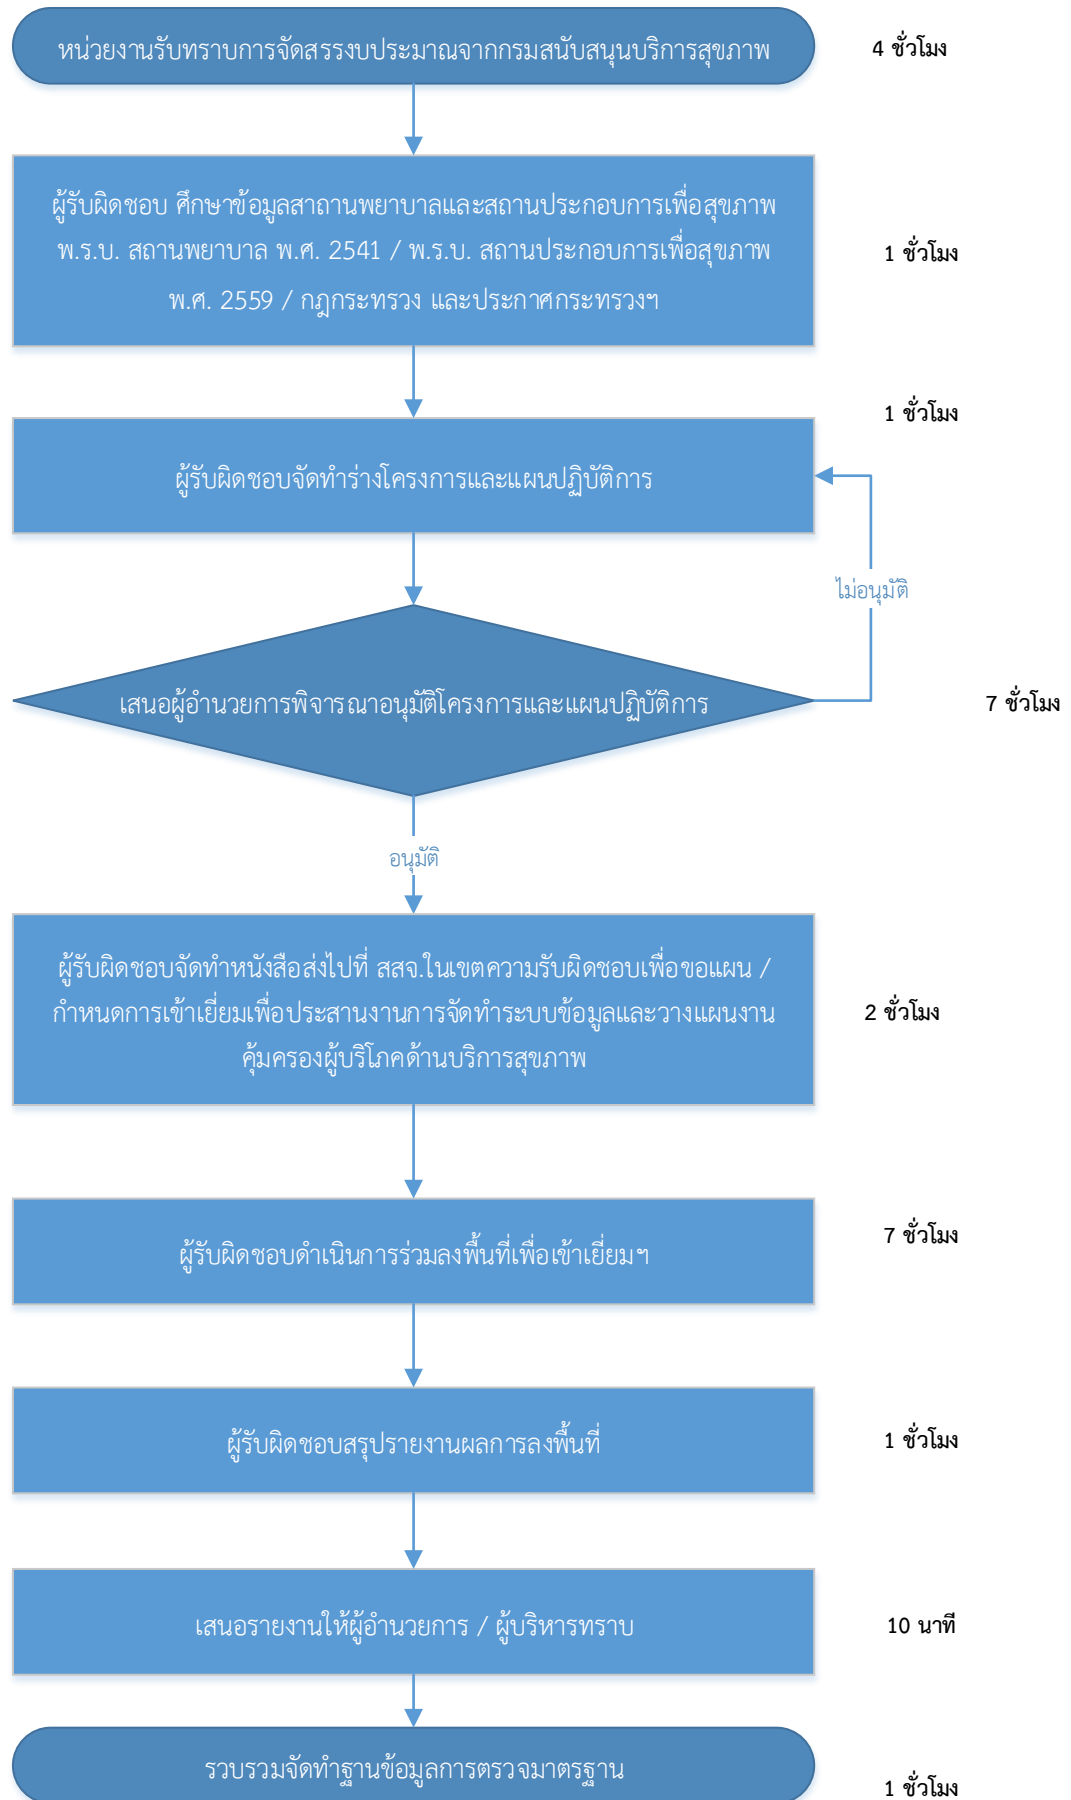 หน่วยงานรับทราบการจัดสรรงบประมาณจากกรมสนับสนุนบริการสุขภาพ
4 ชั่วโมง
ผู้รับผิดชอบ ศึกษาข้อมูลสาถานพยาบาลและสถานประกอบการเพื่อสุขภาพ
พ.ร.บ. สถานพยาบาล พ.ศ. 2541 / พ.ร.บ. สถานประกอบการเพื่อสุขภาพ
พ.ศ. 2559 / กฎกระทรวง และประกาศกระทรวงฯ
1 ชั่วโมง
1 ชั่วโมง
ผู้รับผิดชอบจัดทำร่างโครงการและแผนปฏิบัติการ
ไม่อนุมัติ
เสนอผู้อำนวยการพิจารณาอนุมัติโครงการและแผนปฏิบัติการ
7 ชั่วโมง
อนุมัติ
ผู้รับผิดชอบจัดทำหนังสือส่งไปที่ สสจ.ในเขตความรับผิดชอบเพื่อขอแผน /
กำหนดการเข้าเยี่ยมเพื่อประสานงานการจัดทำระบบข้อมูลและวางแผนงาน
คุ้มครองผู้บริโภคด้านบริการสุขภาพ
2 ชั่วโมง
7 ชั่วโมง
ผู้รับผิดชอบดำเนินการร่วมลงพื้นที่เพื่อเข้าเยี่ยมฯ
ผู้รับผิดชอบสรุปรายงานผลการลงพื้นที่
1 ชั่วโมง
เสนอรายงานให้ผู้อำนวยการ / ผู้บริหารทราบ
10 นาที
รวบรวมจัดทำฐานข้อมูลการตรวจมาตรฐาน
1 ชั่วโมง